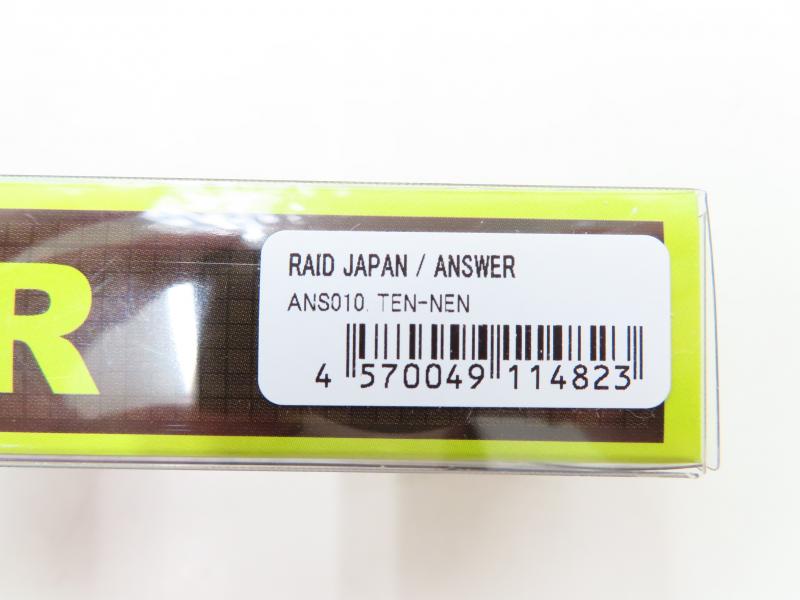 R
RAID JAPAN / ANSWER
ANS010. TEN-NEN
4 570049 114823